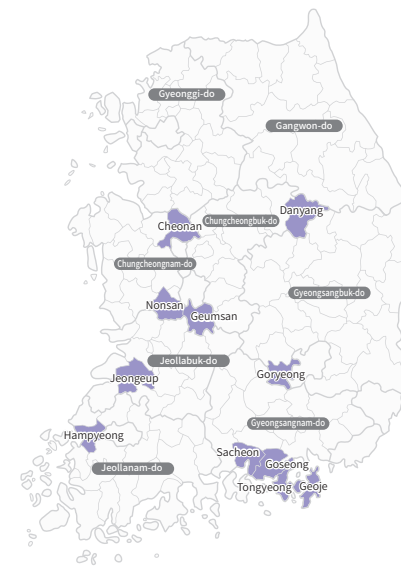 Gyeonggi-do
Gangwon-do
Danyang
Chungcheongbuk-do
Cheonan
Chungcheongnam-do
Gyeongsangbuk-do
Nonsan
Geumsan
Jeollabuk-do
Goryeong
Jeongeup
Gyeongsangnam-do
Hampyeong
Sacheon
Goseong
Jeollanam-do
Tongyeong
Geoje